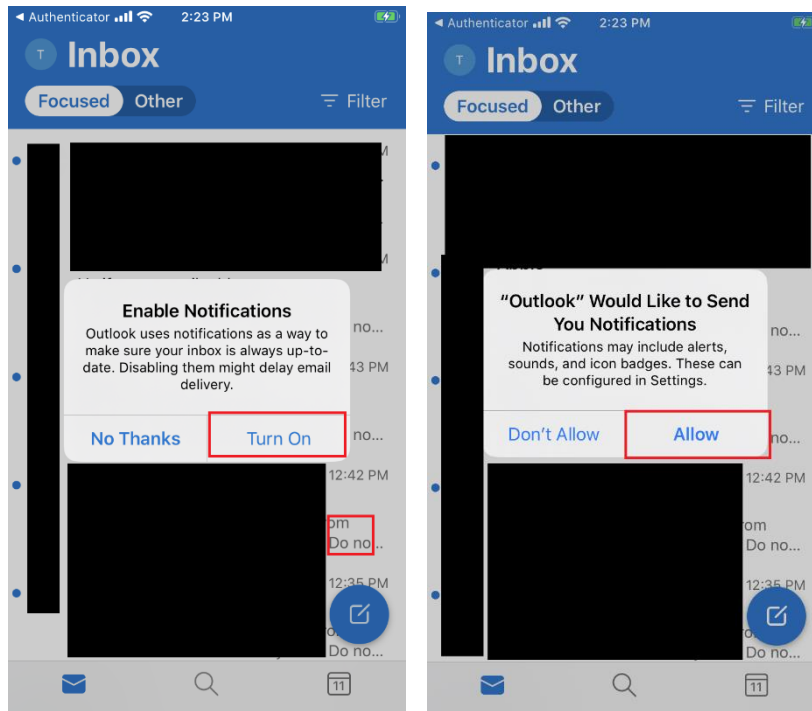 Authenticator 2:23 PM
T Inbox
Focused Other Filter
Enable Notifications
Outlook uses notifications as a way to
make sure your inbox is always up-to-
date. Disabling them might delay email
delivery.
no...
43 PM
No Thanks Turn On
no...
12:42 PM
om
Do no...
12:35 PM
Do no...
11
Authenticator 2:23 PM
T Inbox
Focused Other Filter
“Outlook” Would Like to Send
You Notifications
Notifications may include alerts,
sounds, and icon badges. These can
be configured in Settings.
no...
43 PM
Don’t Allow Allow
no...
12:42 PM
om
Do no...
12:35 PM
Do no...
11